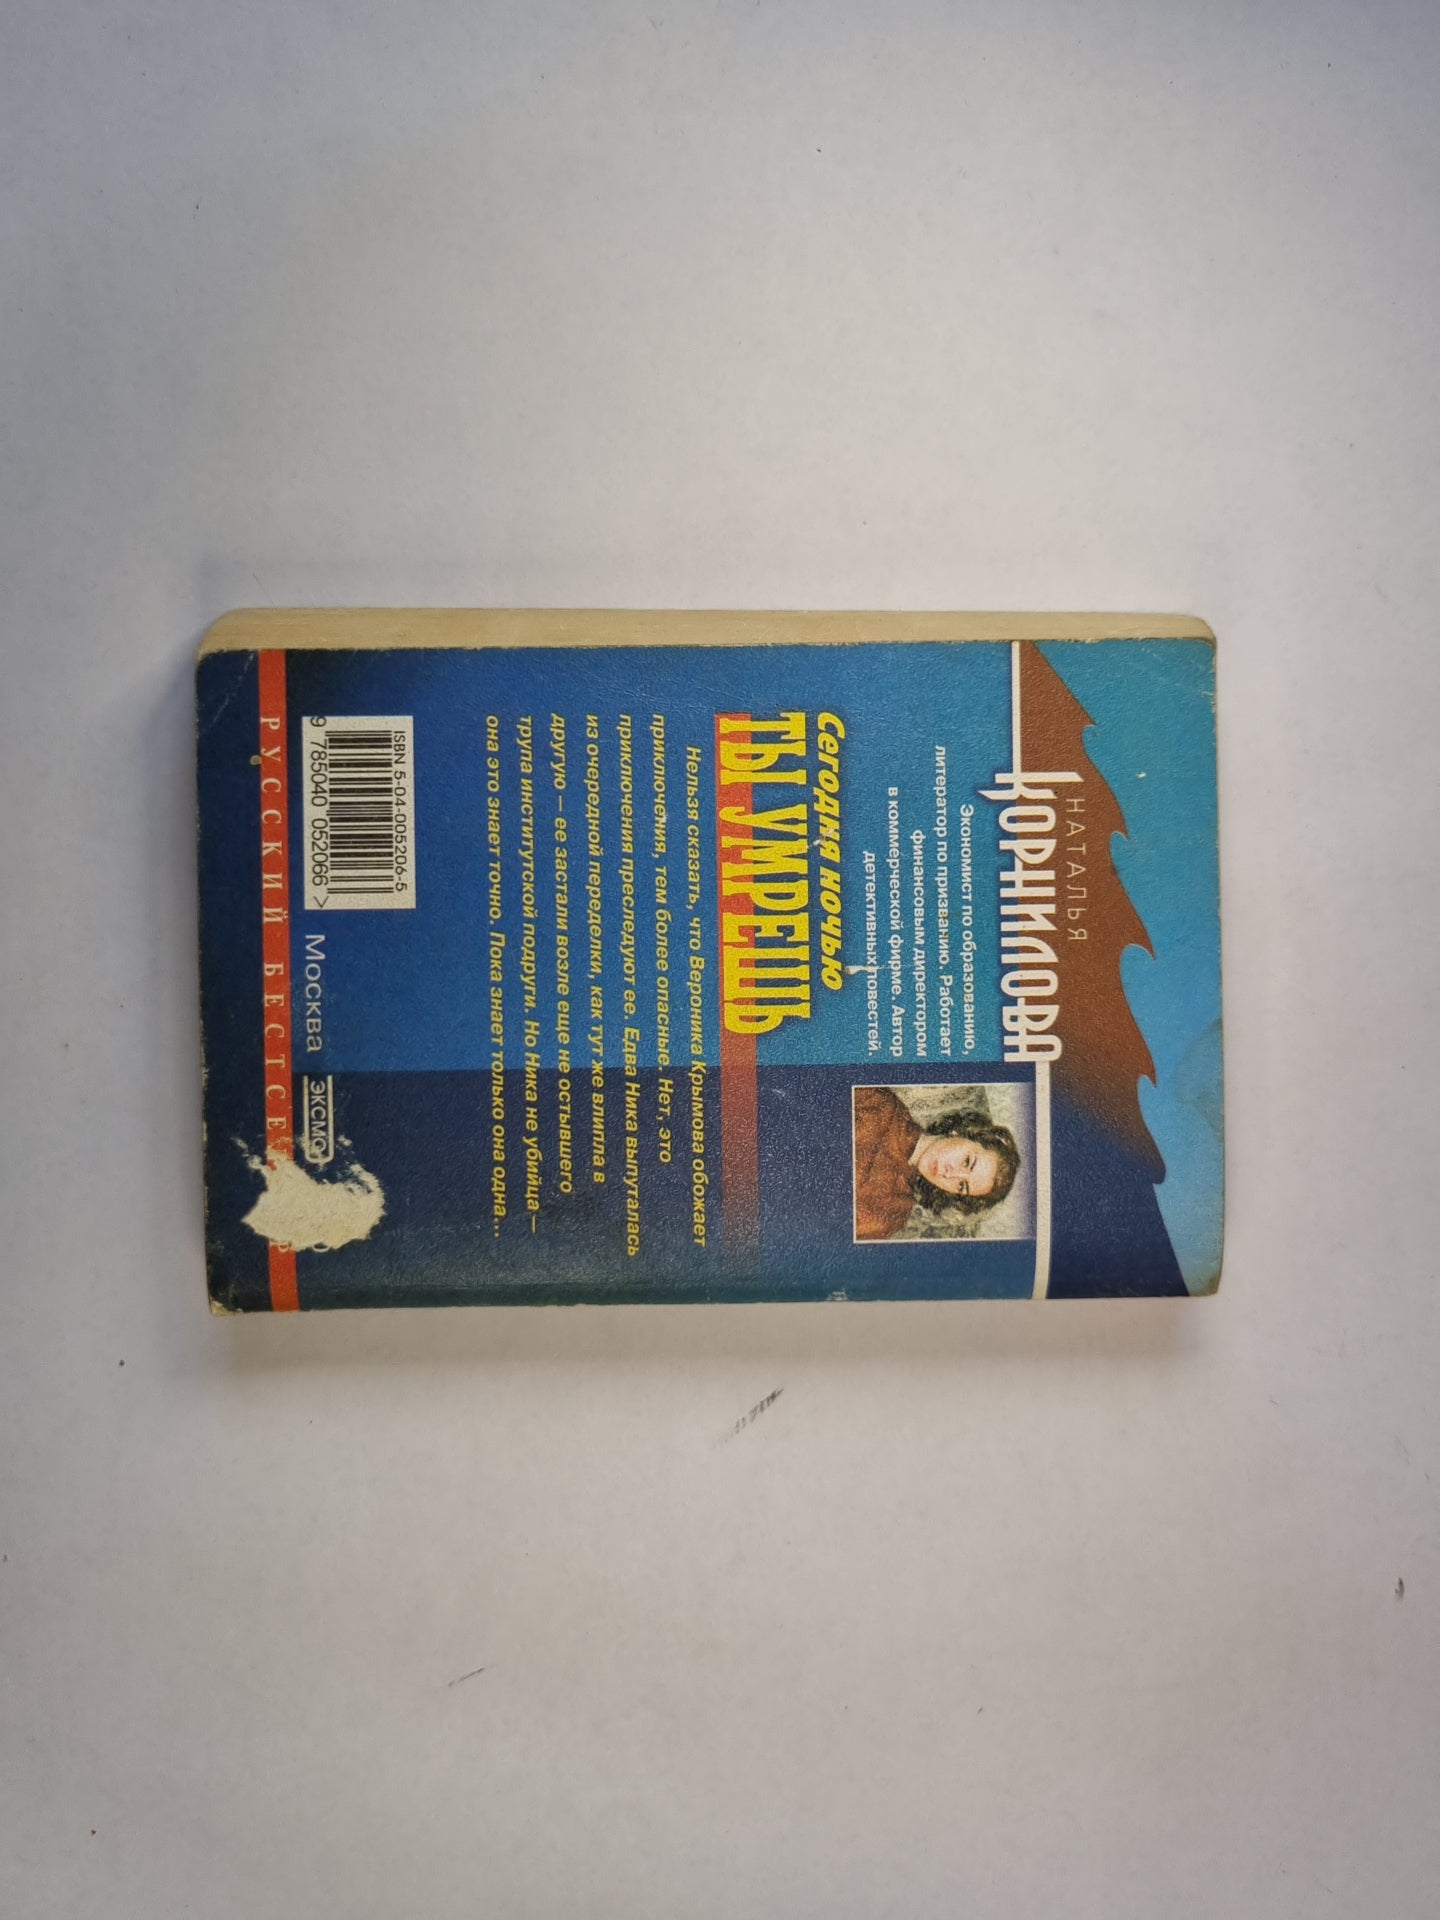 НАТАЛЬЯ
КОРНИЛОВА
Экономист по образованию,
литератор по призванию. Работает
финансовым директором
в коммерческой фирме. Автор
детективных повестей.
Сегодня ночью
ТЫ УМРЕШЬ
Нельзя сказать, что Вероника Крымова обожает
приключения, тем более опасные. Нет, это
приключения преследуют ее. Едва Ника выпуталась
из очередной переделки, как тут же влипла в
другую — ее застали возле еще не остывшего
трупа институтской подруги. Но Ника не убийца —
она это знает точно. Пока знает только она одна...
ISBN 5-04-005206-5
9 785040 052066 >
Москва
ЭКСМО
РУССКИЙ